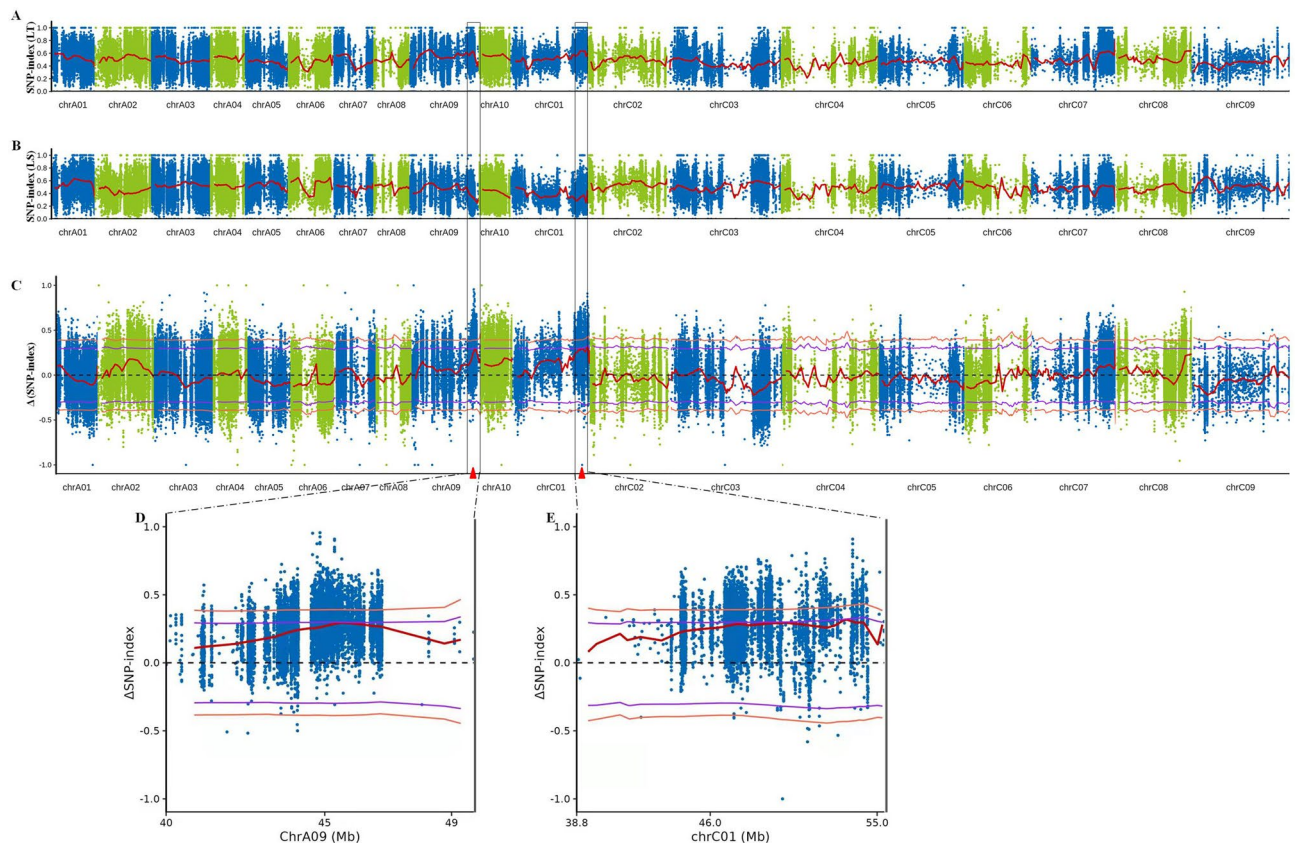 A
SNP-index (LT)
1.0
0.8
0.6
0.4
0.2
0.0
chrA01 chrA02 chrA03 chrA04 chrA05 chrA06 chrA07 chrA08 chrA09 chrA10 chrC01 chrC02 chrC03 chrC04 chrC05 chrC06 chrC07 chrC08 chrC09
B
SNP-index (LS)
1.0
0.8
0.6
0.4
0.2
0.0
chrA01 chrA02 chrA03 chrA04 chrA05 chrA06 chrA07 chrA08 chrA09 chrA10 chrC01 chrC02 chrC03 chrC04 chrC05 chrC06 chrC07 chrC08 chrC09
C
Δ (SNP-index)
1.0
0.5
0.0
-0.5
-1.0
chrA01 chrA02 chrA03 chrA04 chrA05 chrA06 chrA07 chrA08 chrA09 chrA10 chrC01 chrC02 chrC03 chrC04 chrC05 chrC06 chrC07 chrC08 chrC09
D
ΔSNP-index
1.0
0.5
0.0
-0.5
-1.0
40 45 49
ChrA09 (Mb)
E
ΔSNP-index
1.0
0.5
0.0
-0.5
-1.0
38.8 46.0 55.0
chrC01 (Mb)